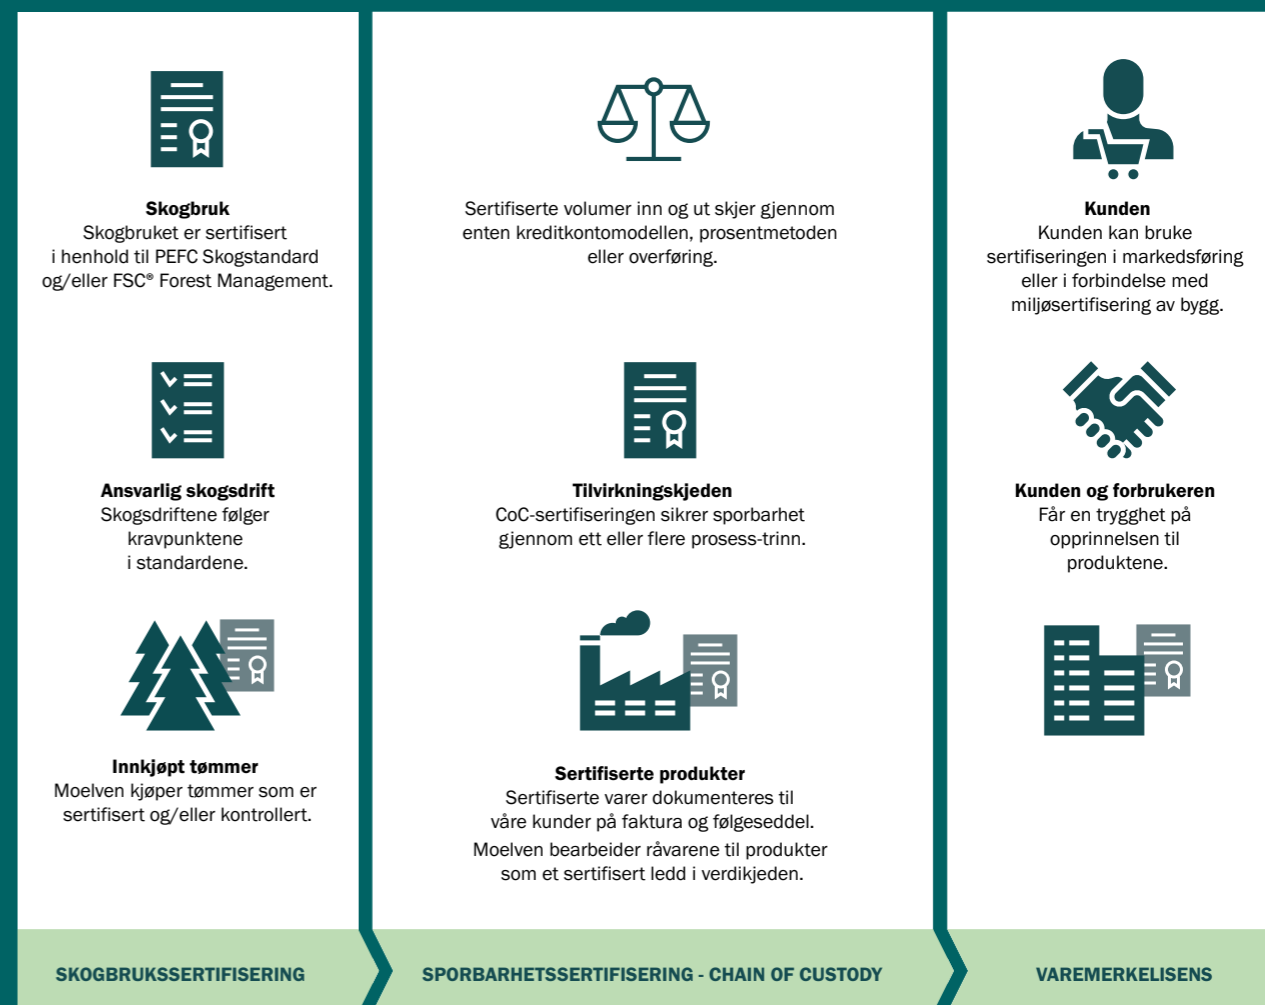 Skogbruk
Skogbruket er sertifisert
i henhold til PEFC Skogstandard
og/eller FSC® Forest Management.
Ansvarlig skogsdrift
Skogsdriftene følger
kravpunktene
i standardene.
Innkjøpt tømmer
Moelven kjøper tømmer som er
sertifisert og/eller kontrollert.
SKOGBRUKSSERTIFISERING
Sertifiserte volumer inn og ut skjer gjennom
enten kreditkontomodellen, prosentmetoden
eller overføring.
Tilvirkningskjeden
CoC-sertifiseringen sikrer sporbarhet
gjennom ett eller flere prosess-trinn.
Sertifiserte produkter
Sertifiserte varer dokumenteres til
våre kunder på faktura og følgeseddel.
Moelven bearbeider råvarene til produkter
som et sertifisert ledd i verdikjeden.
SPORBARHETSSERTIFISERING - CHAIN OF CUSTODY
Kunden
Kunden kan bruke
sertifiseringen i markedsføring
eller i forbindelse med
miljøsertifisering av bygg.
Kunden og forbrukeren
Får en trygghet på
opprinnelsen til
produktene.
VAREMERKELISENS